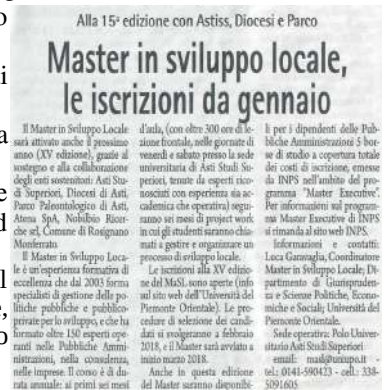 Alla 15ª edizione con Astiss, Diocesi e Parco
Master in sviluppo locale,
le iscrizioni da gennaio
Il Master in Sviluppo Locale
sarà attivato anche il prossimo
anno (XV edizione), grazie al
sostegno e alla collaborazione
degli enti sostenitori: Asti Stu-
di Superiori, Diocesi di Asti,
Parco Paleontologico di Asti,
Atena SpA, Nobilbio Ricer-
che srl, Comune di Rosignano
Monferrato.
Il Master in Sviluppo Loca-
le è un'esperienza formativa di
eccellenza che dal 2003 forma
specialisti di gestione delle po-
litiche pubbliche e pubblico-
private per lo sviluppo, e che ha
formato oltre 150 esperti ope-
ranti nelle Pubbliche Ammi-
nistrazioni, nella consulenza,
nelle imprese. Il corso è di du-
rata annuale: ai primi sei mesi
d'aula, (con oltre 300 ore di le-
zione frontale, nelle giornate di
venerdì e sabato presso la sede
universitaria di Asti Studi Su-
periori, tenute da esperti rico-
nosciuti con esperienza sia ac-
cademica che operativa) segui-
ranno sei mesi di project work
in cui gli studenti saranno chia-
mati a gestire e organizzare un
processo di sviluppo locale.
Le iscrizioni alla XV edizio-
ne del MaSL sono aperte (info
sul sito web dell'Università del
Piemonte Orientale). Le pro-
cedure di selezione dei candi-
dati si svolgeranno a febbraio
2018, e il Master sarà avviato a
inizio marzo 2018.
Anche in questa edizione
del Master saranno disponibi-
li per i dipendenti delle Pub-
bliche Amministrazioni 5 bor-
se di studio a copertura totale
dei costi di iscrizione, emesse
da INPS nell'ambito del pro-
gramma "Master Executive".
Per informazioni sul program-
ma Master Executive di INPS
si rimanda al sito web INPS.
Informazioni e contatti:
Luca Garavaglia, Coordinatore
Master in Sviluppo Locale; Di-
partimento di Giurispruden-
za e Scienze Politiche, Econo-
miche e Sociali; Università del
Piemonte Orientale.
Sede operativa: Polo Univer-
sitario Asti Studi Superiori
email: masl@uniupo.it -
tel.: 0141-590423 - cell.: 338-
5091605